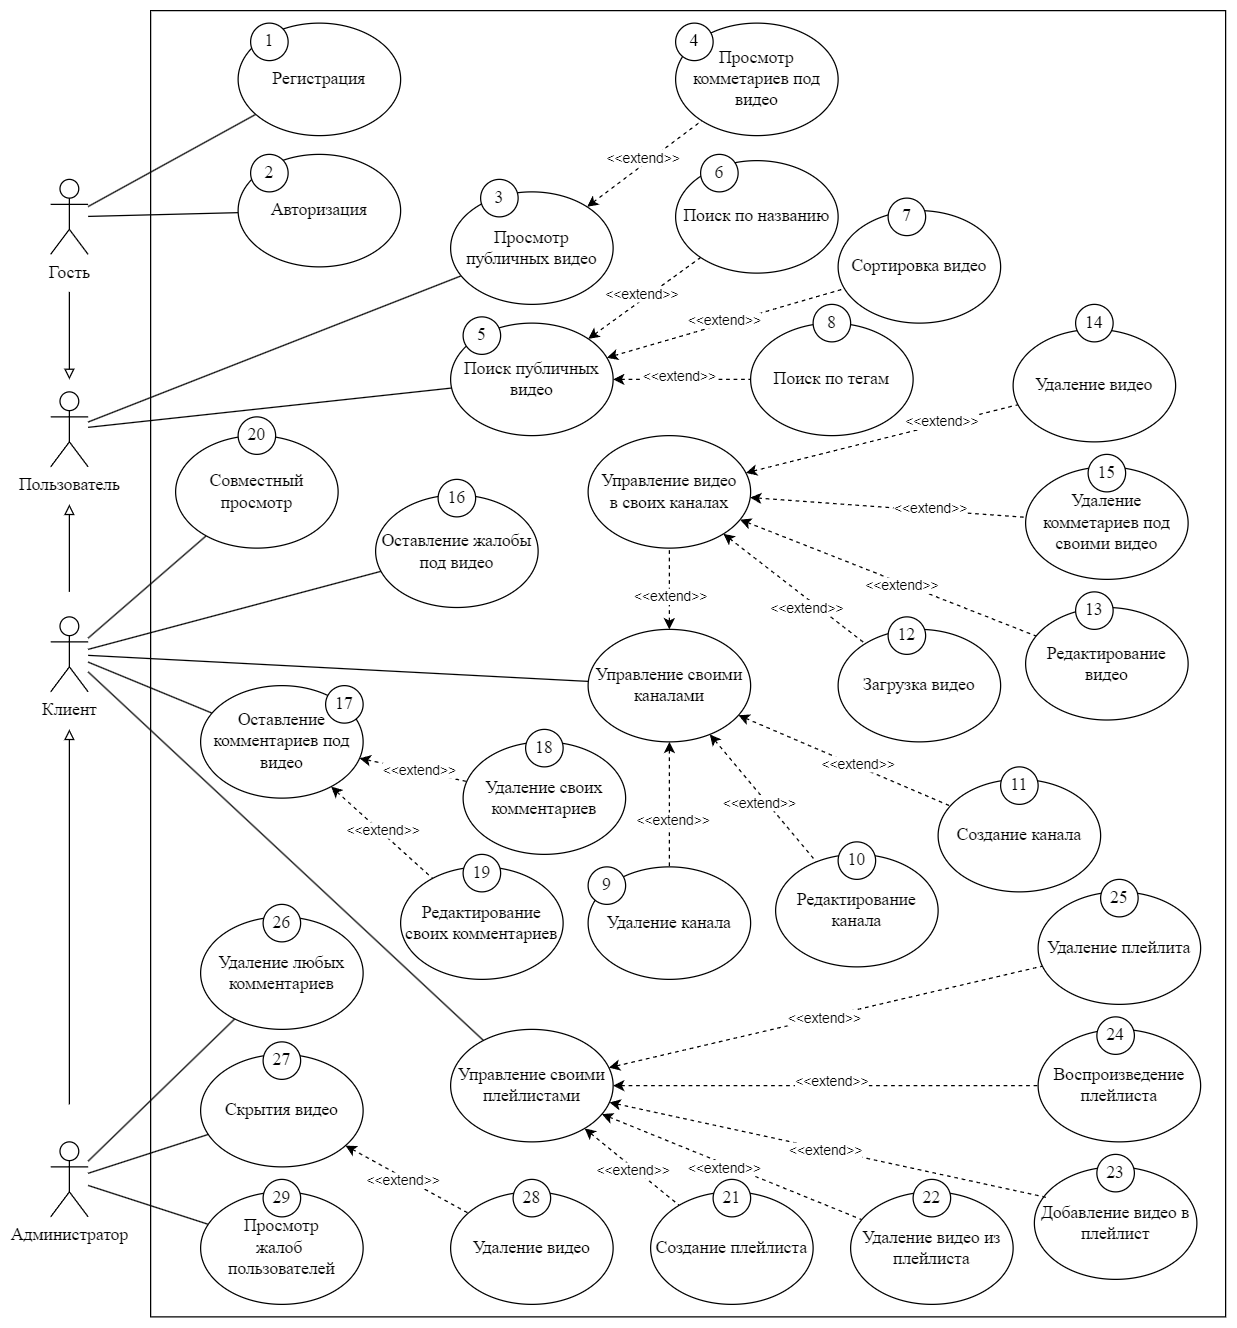 1
Регистрация
2
Авторизация
Гость
3
Просмотр
публичных видео
4
Просмотр
комметариев под
видео
<<extend>>
6
Поиск по названию
<<extend>>
7
Сортировка видео
<<extend>>
5
Поиск публичных
видео
8
Поиск по тегам
<<extend>>
14
Удаление видео
<<extend>>
Пользователь
20
Совместный
просмотр
16
Оставление жалобы
под видео
Управление видео
в своих каналах
15
Удаление
комметариев под
своими видео
<<extend>>
<<extend>>
13
Редактирование
видео
<<extend>>
12
Загрузка видео
<<extend>>
Клиент
Управление своими
каналами
17
Оставление
комментариев под
видео
18
Удаление своих
комментариев
<<extend>>
<<extend>>
19
Редактирование
своих комментариев
<<extend>>
9
Удаление канала
<<extend>>
10
Редактирование
канала
<<extend>>
11
Создание канала
25
Удаление плейлита
<<extend>>
26
Удаление любых
комментариев
27
Скрытия видео
Управление своими
плейлистами
24
Воспроизведение
плейлиста
<<extend>>
<<extend>>
23
Добавление видео в
плейлист
<<extend>>
22
Удаление видео из
плейлиста
<<extend>>
21
Создание плейлиста
<<extend>>
28
Удаление видео
29
Просмотр
жалоб
пользователей
Администратор